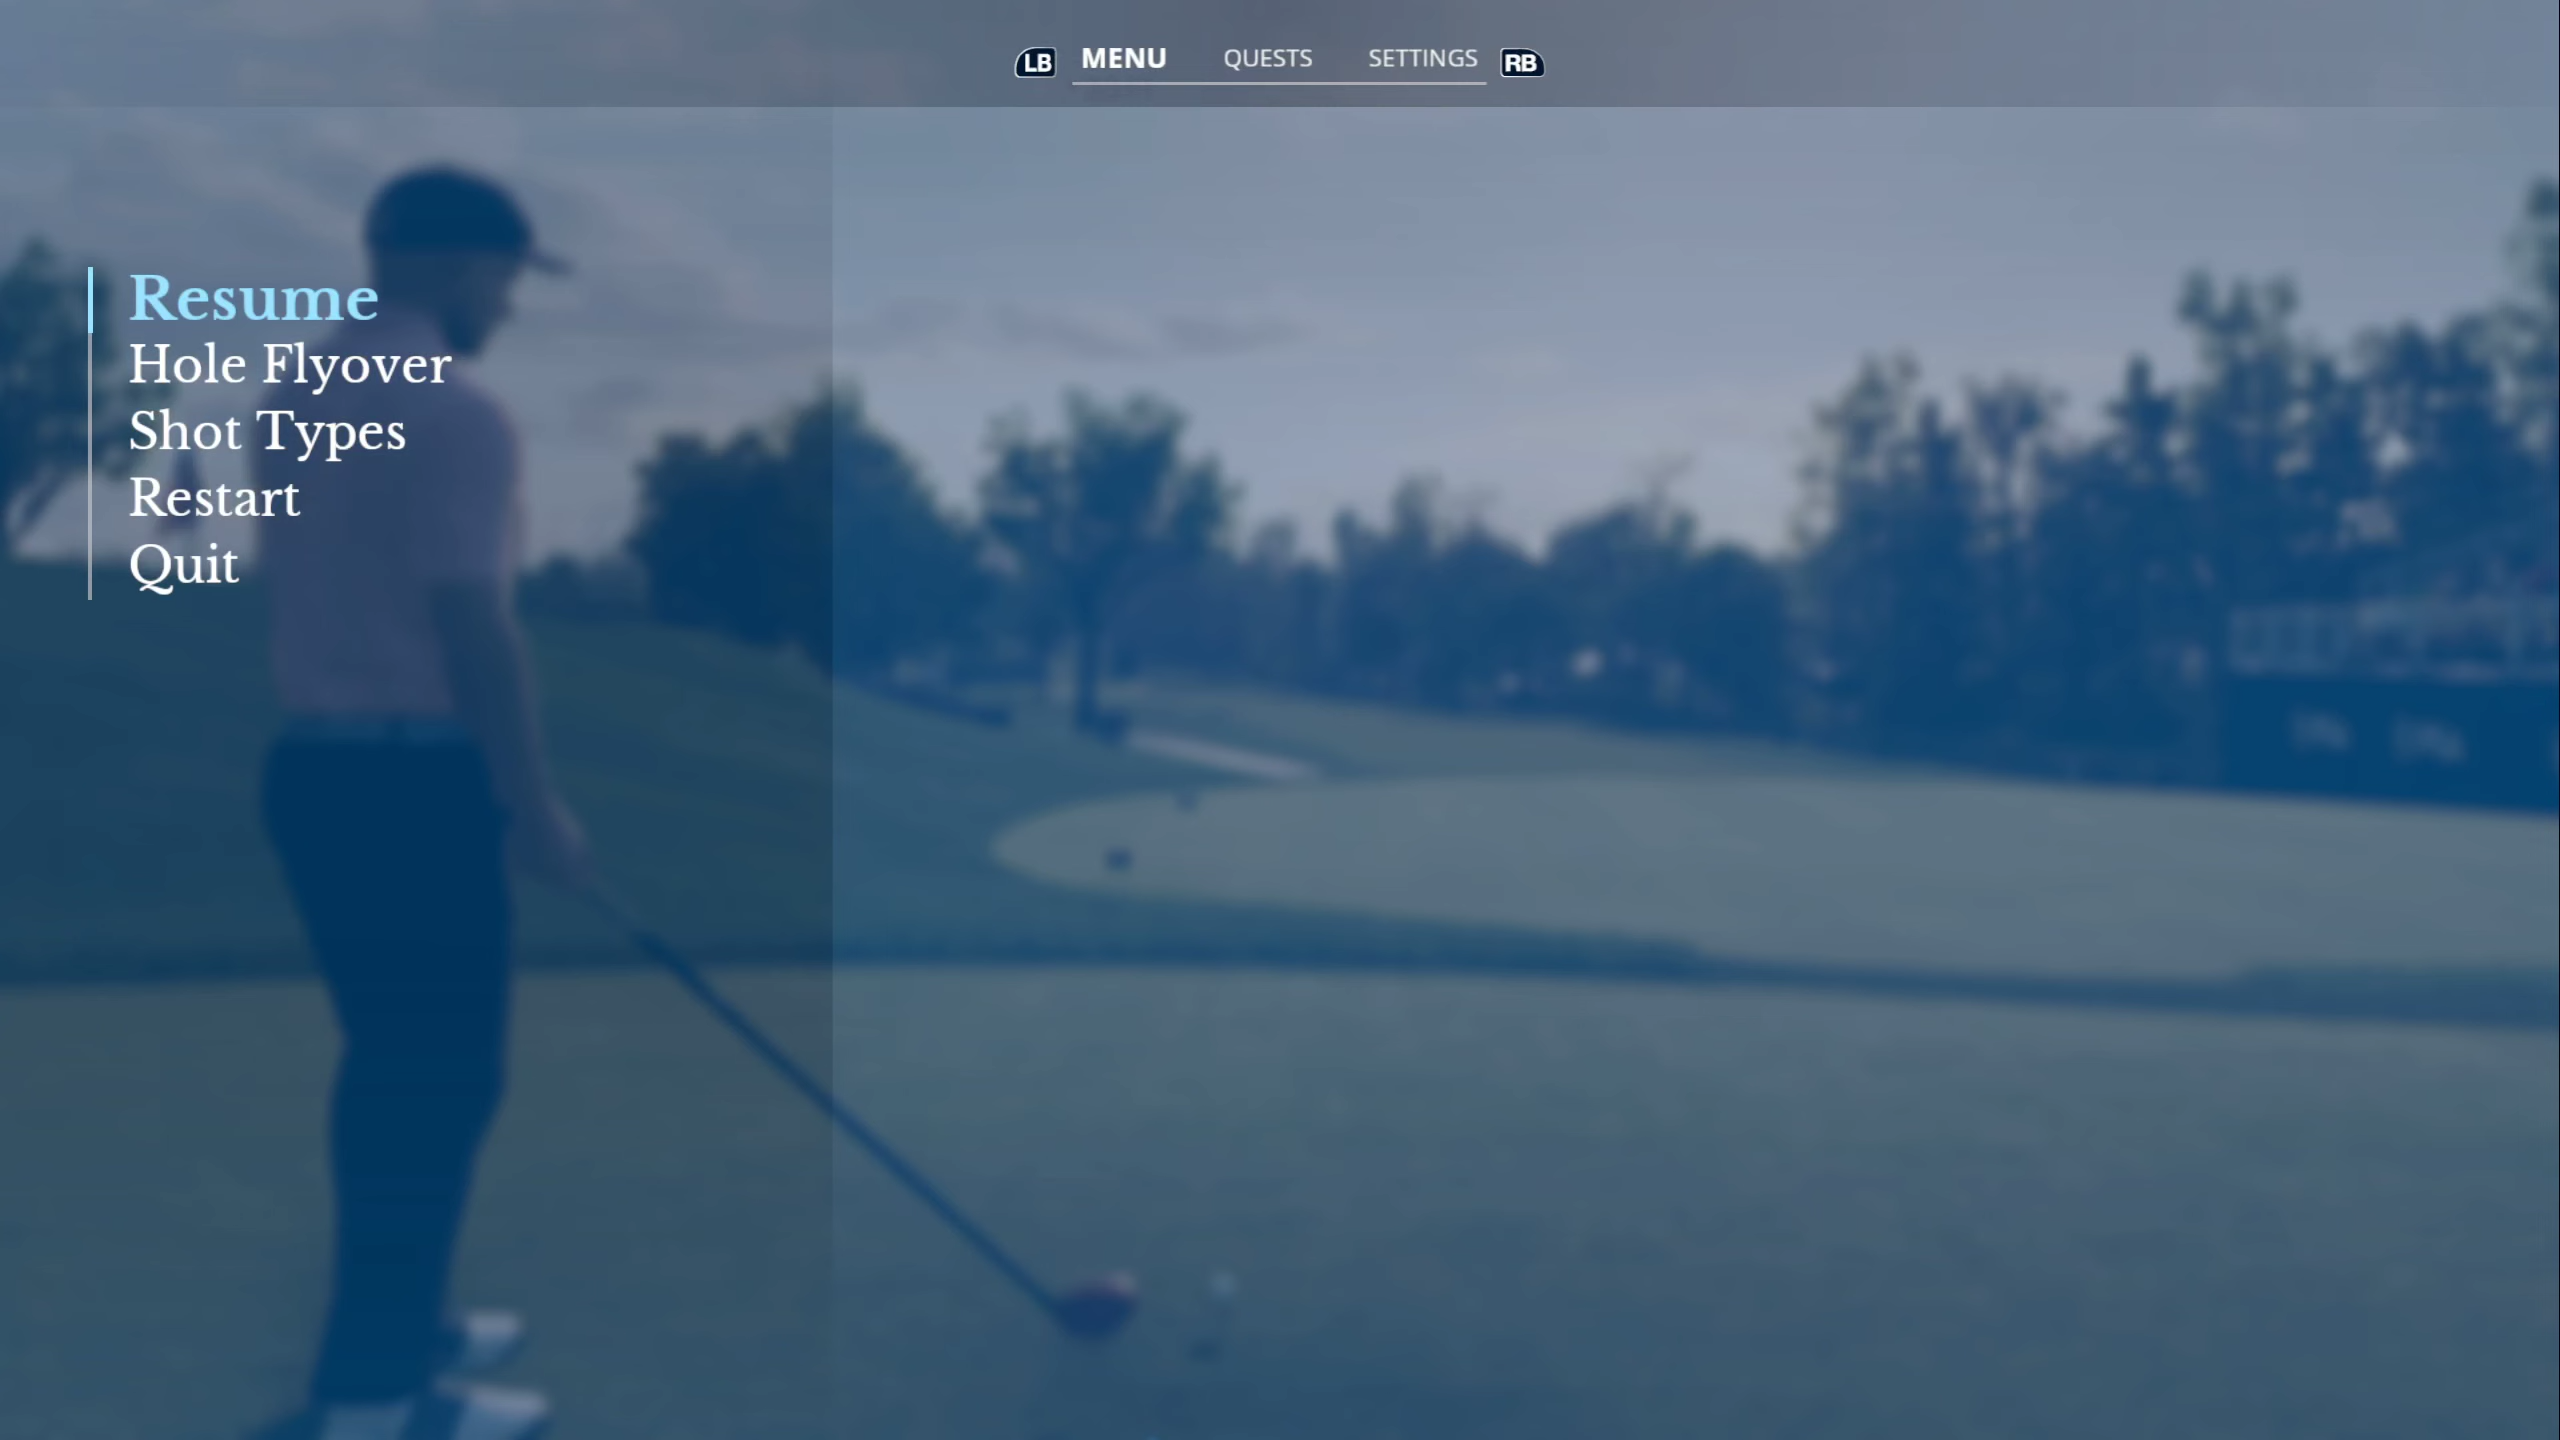 LB MENU QUESTS SETTINGS RB
Resume
Hole Flyover
Shot Types
Restart
Quit